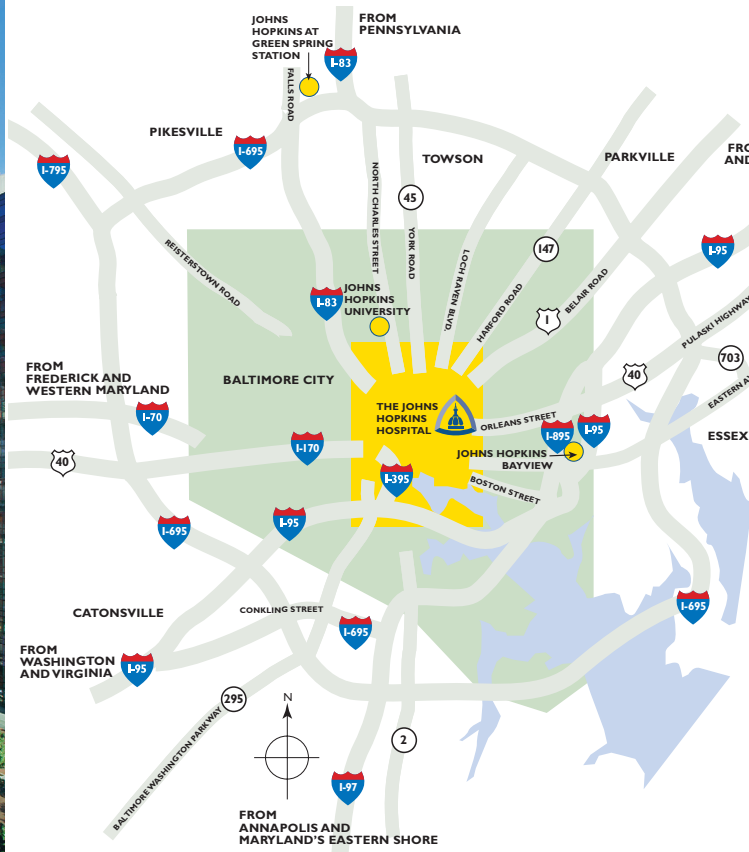 JOHNS
HOPKINS AT
GREEN SPRING
STATION
FROM
PENNSYLVANIA
I-83
FALLS ROAD
PIKESVILLE
I-695
I-795
TOWSON
PARKVILLE
45
NORTH CHARLES STREET
YORK ROAD
LOCH RAVEN BLVD.
147
HARFORD ROAD
BELAIR ROAD
I-95
REISTERSTOWN ROAD
I-83
JOHNS
HOPKINS
UNIVERSITY
1
PULASKI HIGHWAY
703
40
EASTERN
ESSEX
FROM
FREDERICK AND
WESTERN MARYLAND
BALTIMORE CITY
I-70
THE JOHNS
HOPKINS
HOSPITAL
ORLEANS STREET
I-895
I-95
40
I-170
JOHNS HOPKINS
BAYVIEW
I-395
BOSTON STREET
I-695
I-95
CATONSVILLE
CONKLING STREET
I-695
I-695
FROM
WASHINGTON
AND VIRGINIA
I-95
295
N
BALTIMORE WASHINGTON PARKWAY
2
I-97
FROM
ANNAPOLIS AND
MARYLAND'S EASTERN SHORE